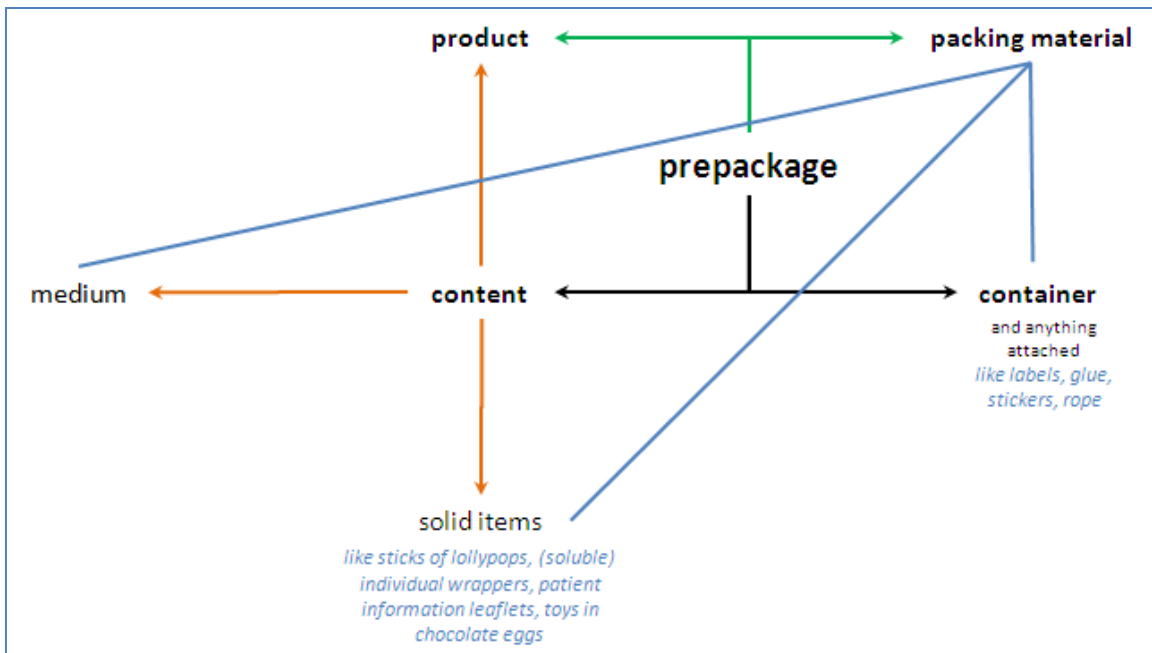 product
packing material
prepackage
medium
content
container
and anything
attached
like labels, glue,
stickers, rope
solid items
like sticks of lollypops, (soluble)
individual wrappers, patient
information leaflets, toys in
chocolate eggs